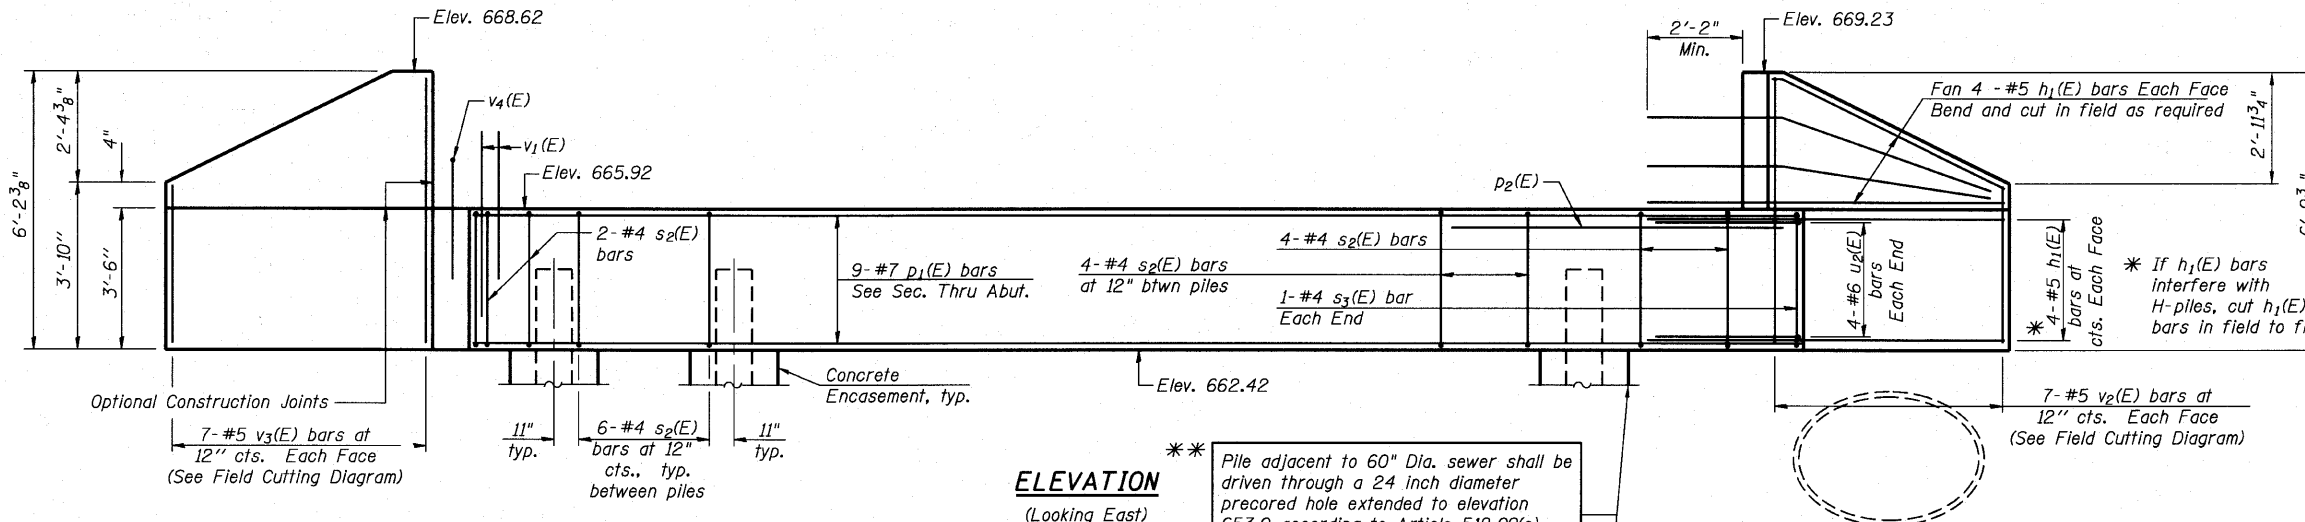 Elev. 668.62
6'-2 3/8"
2'-4 3/8"
4"
3'-10"
3'-6"
v4(E)
v1(E)
Elev. 665.92
2-#4 s2(E)
bars
9-#7 p1(E) bars
See Sec. Thru Abut.
Optional Construction Joints
7-#5 v3(E) bars at
12" cts. Each Face
(See Field Cutting Diagram)
11"
typ.
6-#4 s2(E)
bars at 12"
cts., typ.
between piles
11"
typ.
Concrete
Encasement, typ.
Elev. 662.42
ELEVATION
(Looking East)
4-#4 s2(E) bars
at 12" btwn piles
4-#4 s2(E) bars
1-#4 s3(E) bar
Each End
p2(E)
2'-2"
Min.
Elev. 669.23
Fan 4 -#5 h1(E) bars Each Face
Bend and cut in field as required
2'-11 3/4"
4-#6 u2(E)
bars
Each End
* 4-#5 h1(E)
bars at
cts. Each Face
* If h1(E) bars
interfere with
H-piles, cut h1(E)
bars in field to
7-#5 v2(E) bars at
12" cts. Each Face
(See Field Cutting Diagram)
** Pile adjacent to 60" Dia. sewer shall be
driven through a 24 inch diameter
precored hole extended to elevation